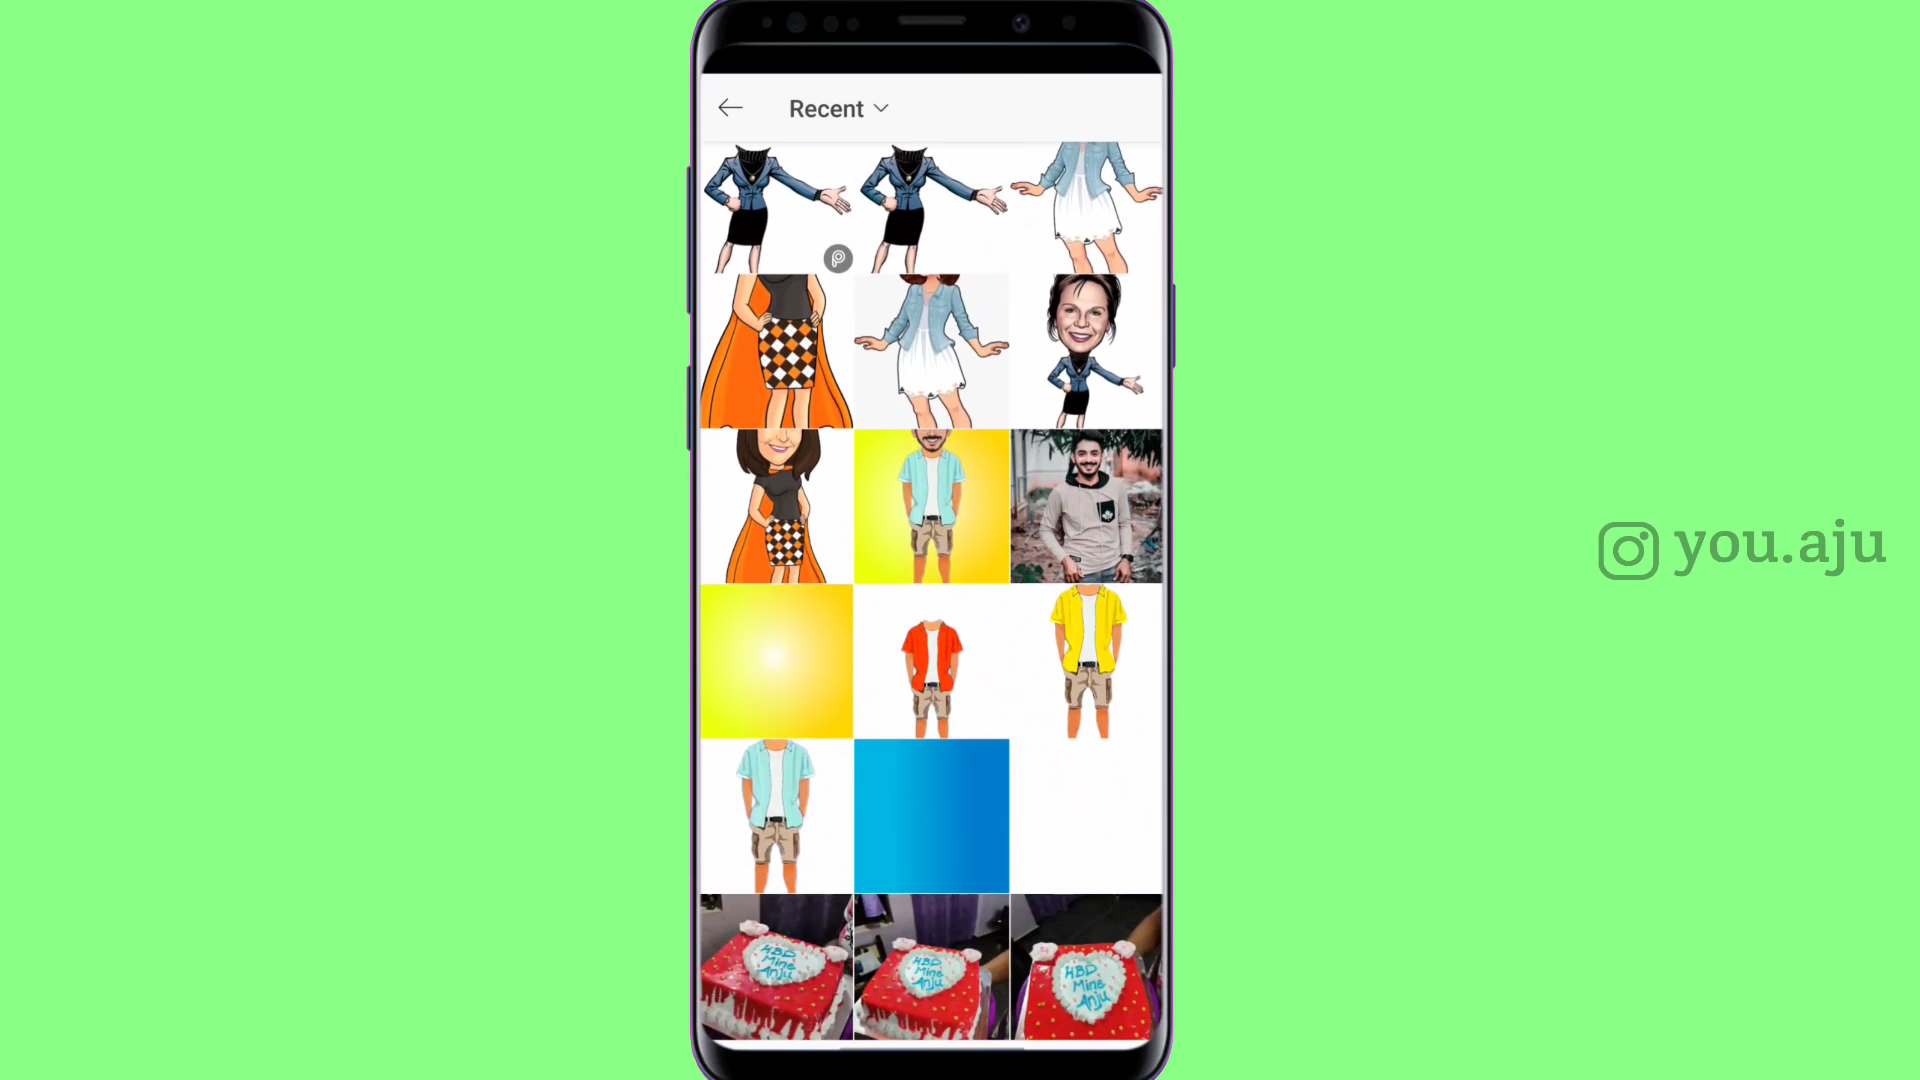 Recent
you.aju
HBD
Mine
Anju
HBD
Mine
Anju
HBD
Mine
Anju